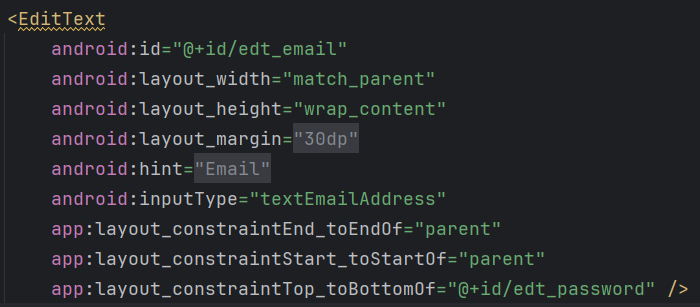 <EditText
android:id="@+id/edt_email"
android:layout_width="match_parent"
android:layout_height="wrap_content"
android:layout_margin="30dp"
android:hint="Email"
android:inputType="textEmailAddress"
app:layout_constraintEnd_toEndOf="parent"
app:layout_constraintStart_toStartOf="parent"
app:layout_constraintTop_toBottomOf="@+id/edt_password" />